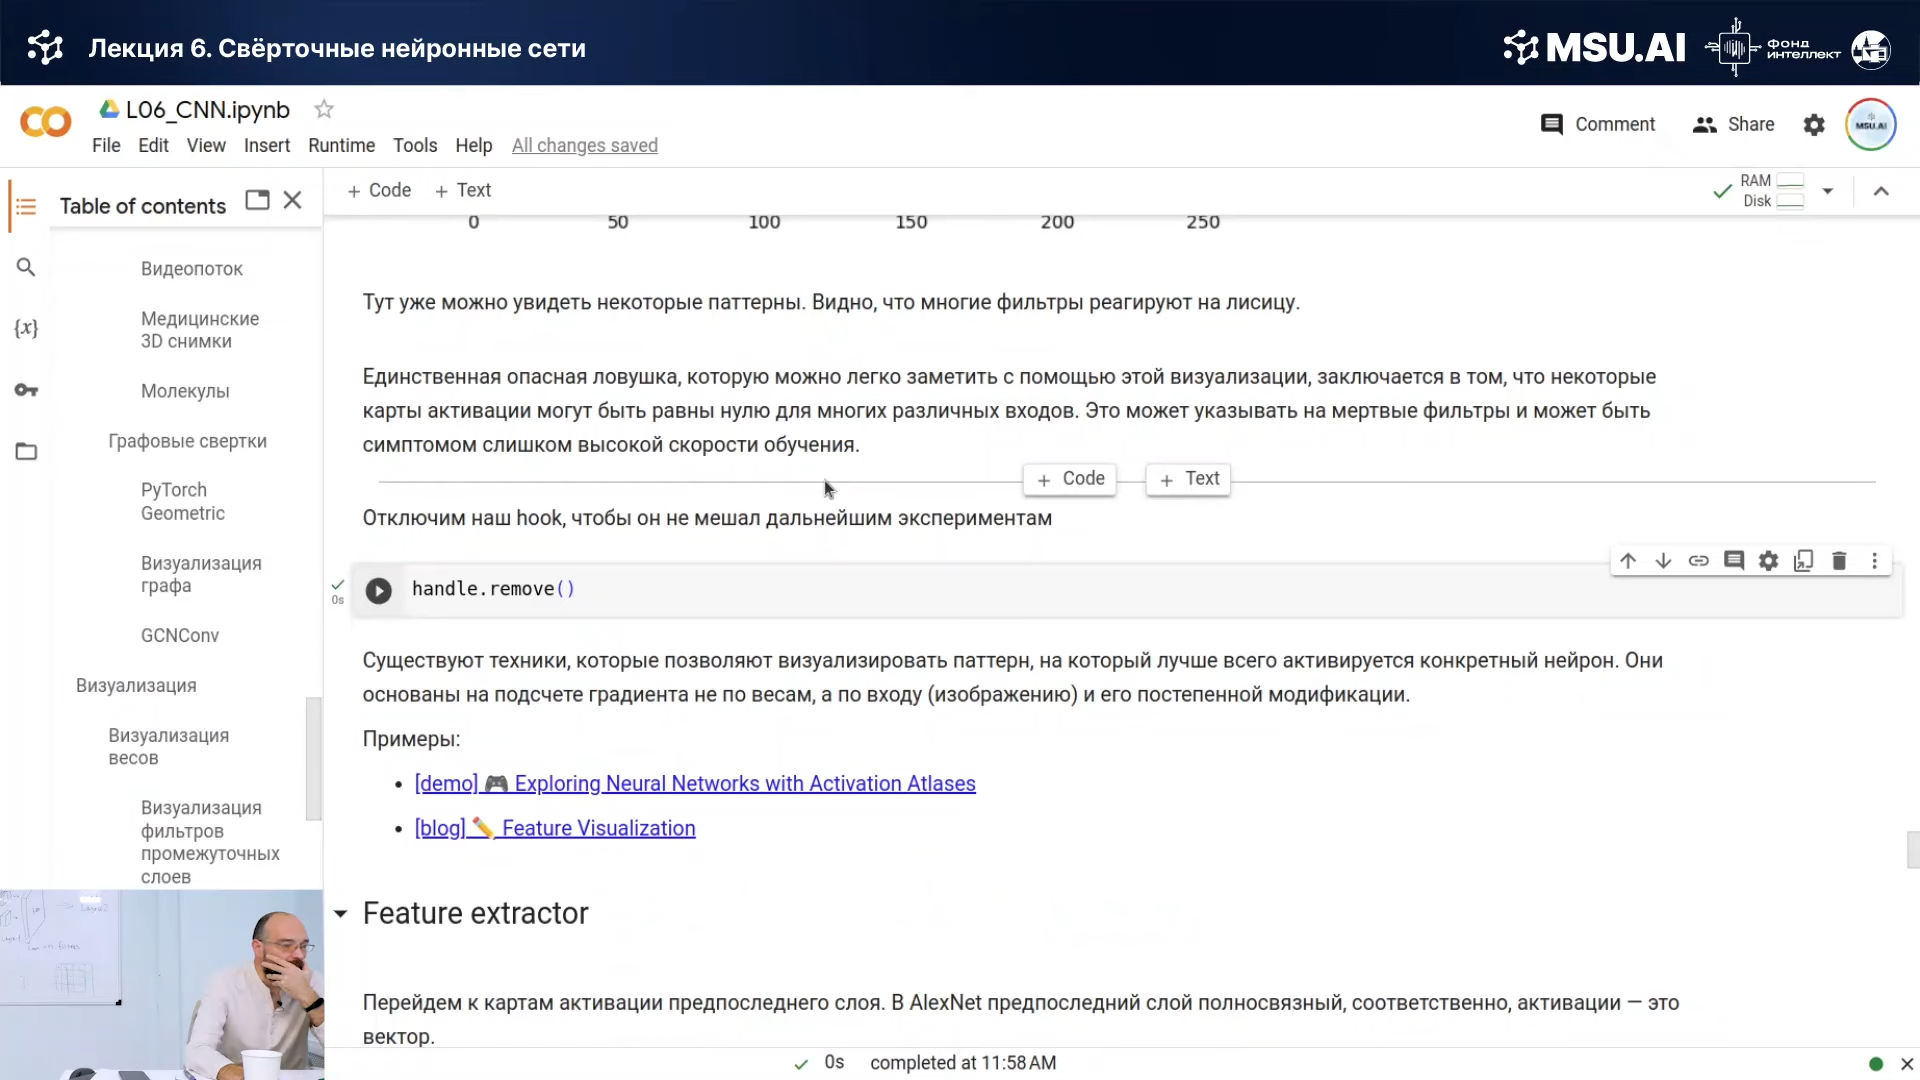 Лекция 6. Свёрточные нейронные сети
MSU.AI
ФОНД
ИНТЕЛЛЕКТ
L06_CNN.ipynb
Comment
Share
MSU.AI
File Edit View Insert Runtime Tools Help All changes saved
Table of contents
+ Code + Text
RAM
Disk
0 50 100 150 200 250
Видеопоток
Медицинские
3D снимки
Молекулы
Графовые свертки
PyTorch
Geometric
Визуализация
графа
GCNConv
Визуализация
Визуализация
весов
Визуализация
фильтров
промежуточных
слоев
{x}
Тут уже можно увидеть некоторые паттерны. Видно, что многие фильтры реагируют на лисицу.
Единственная опасная ловушка, которую можно легко заметить с помощью этой визуализации, заключается в том, что некоторые
карты активации могут быть равны нулю для многих различных входов. Это может указывать на мертвые фильтры и может быть
симптомом слишком высокой скорости обучения.
+ Code + Text
Отключим наш hook, чтобы он не мешал дальнейшим экспериментам
0s
handle.remove()
Существуют техники, которые позволяют визуализировать паттерн, на который лучше всего активируется конкретный нейрон. Они
основаны на подсчете градиента не по весам, а по входу (изображению) и его постепенной модификации.
Примеры:
• [demo] 🎮 Exploring Neural Networks with Activation Atlases
• [blog] ✏️ Feature Visualization
Feature extractor
Перейдем к картам активации предпоследнего слоя. В AlexNet предпоследний слой полносвязный, соответственно, активации — это
вектор.
0s completed at 11:58 AM